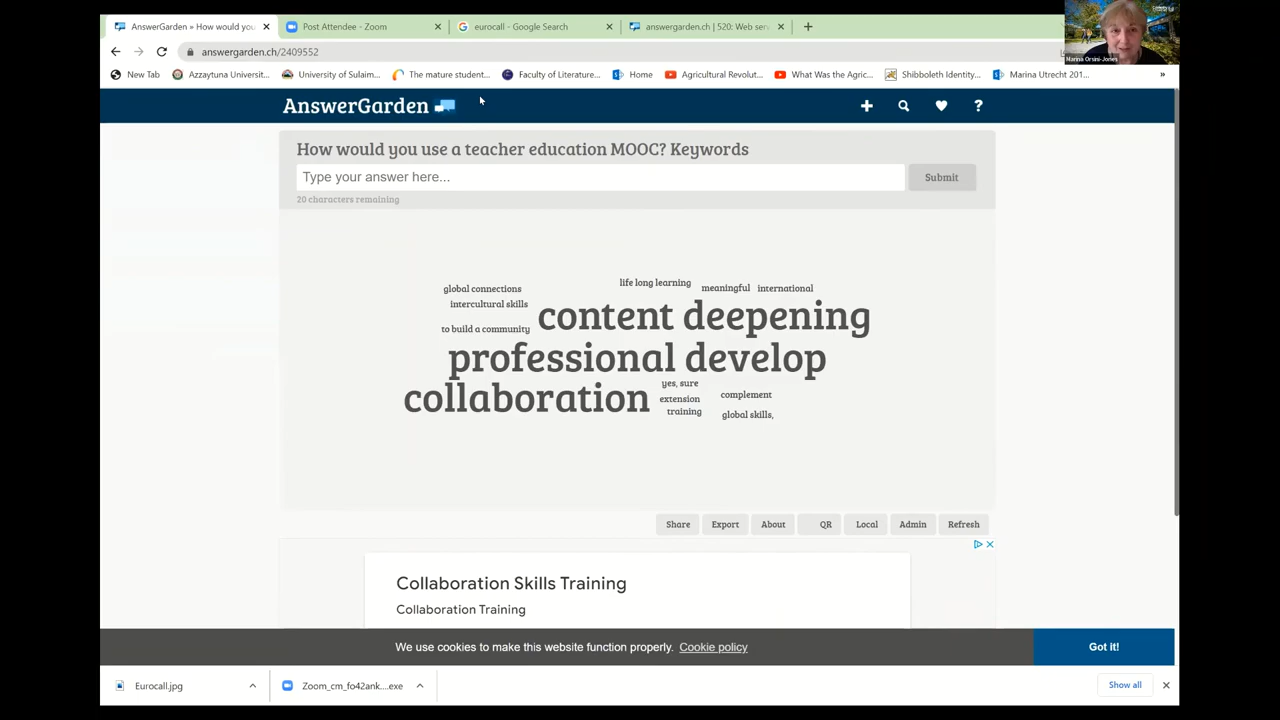 AnswerGarden » How would you
Post Attendee - Zoom
eurocall - Google Search
answergarden.ch | 520: Web serv
answergarden.ch/2409552
New Tab
Azzaytuna Universit...
University of Sulaim...
The mature student...
Faculty of Literature...
Home
Agricultural Revolut...
What Was the Agric...
Shibboleth Identity...
Marina Utrecht 201...
»
Marina Orsini-Jones
AnswerGarden
How would you use a teacher education MOOC? Keywords
Type your answer here...
Submit
20 characters remaining
life long learning
global connections
meaningful
international
intercultural skills
content deepening
to build a community
professional develop
yes, sure
collaboration
complement
extension
training
global skills,
Share
Export
About
QR
Local
Admin
Refresh
Collaboration Skills Training
Collaboration Training
We use cookies to make this website function properly. Cookie policy
Got it!
Eurocall.jpg
Zoom_cm_fo42ank....exe
Show all